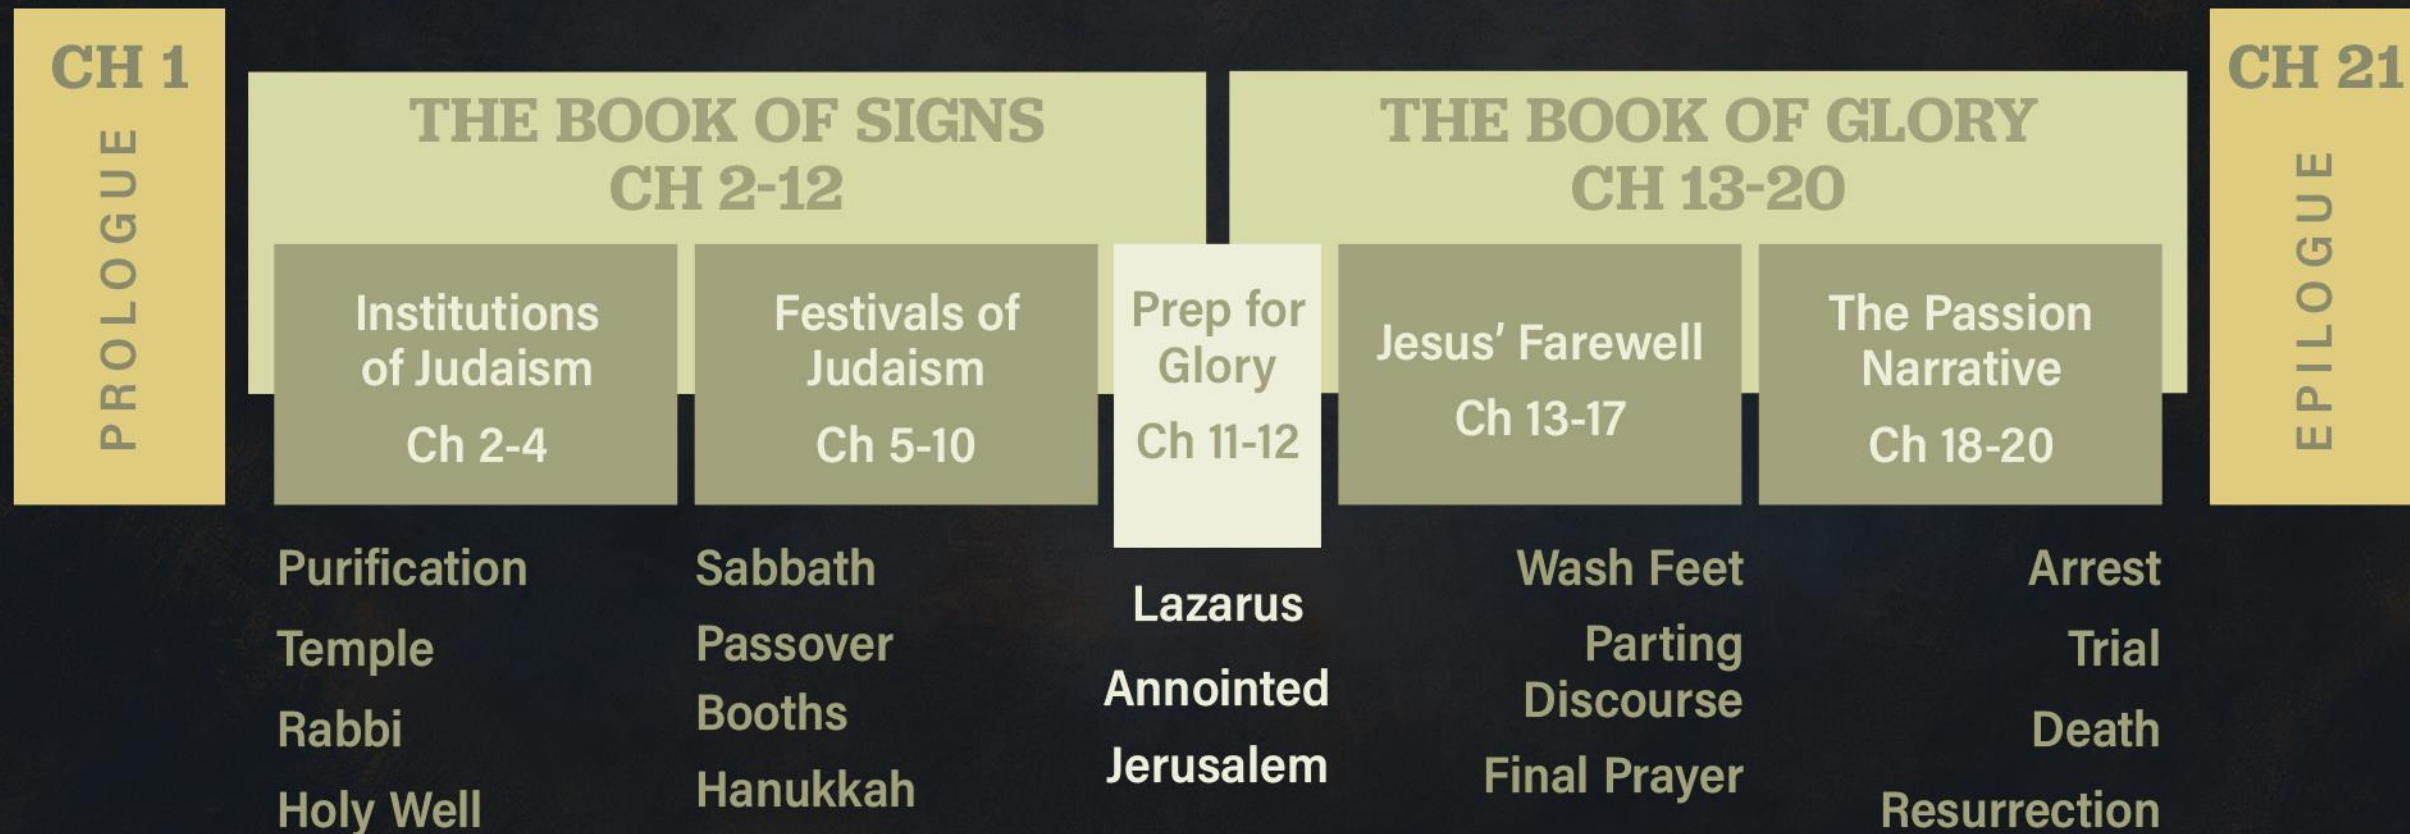 CH 1
PROLOGUE
THE BOOK OF SIGNS
CH 2-12
Institutions
of Judaism
Ch 2-4
Purification
Temple
Rabbi
Holy Well
Festivals of
Judaism
Ch 5-10
Sabbath
Passover
Booths
Hanukkah
Prep for
Glory
Ch 11-12
Lazarus
Annointed
Jerusalem
THE BOOK OF GLORY
CH 13-20
Jesus’ Farewell
Ch 13-17
Wash Feet
Parting
Discourse
Final Prayer
The Passion
Narrative
Ch 18-20
Arrest
Trial
Death
Resurrection
CH 21
EPILOGUE